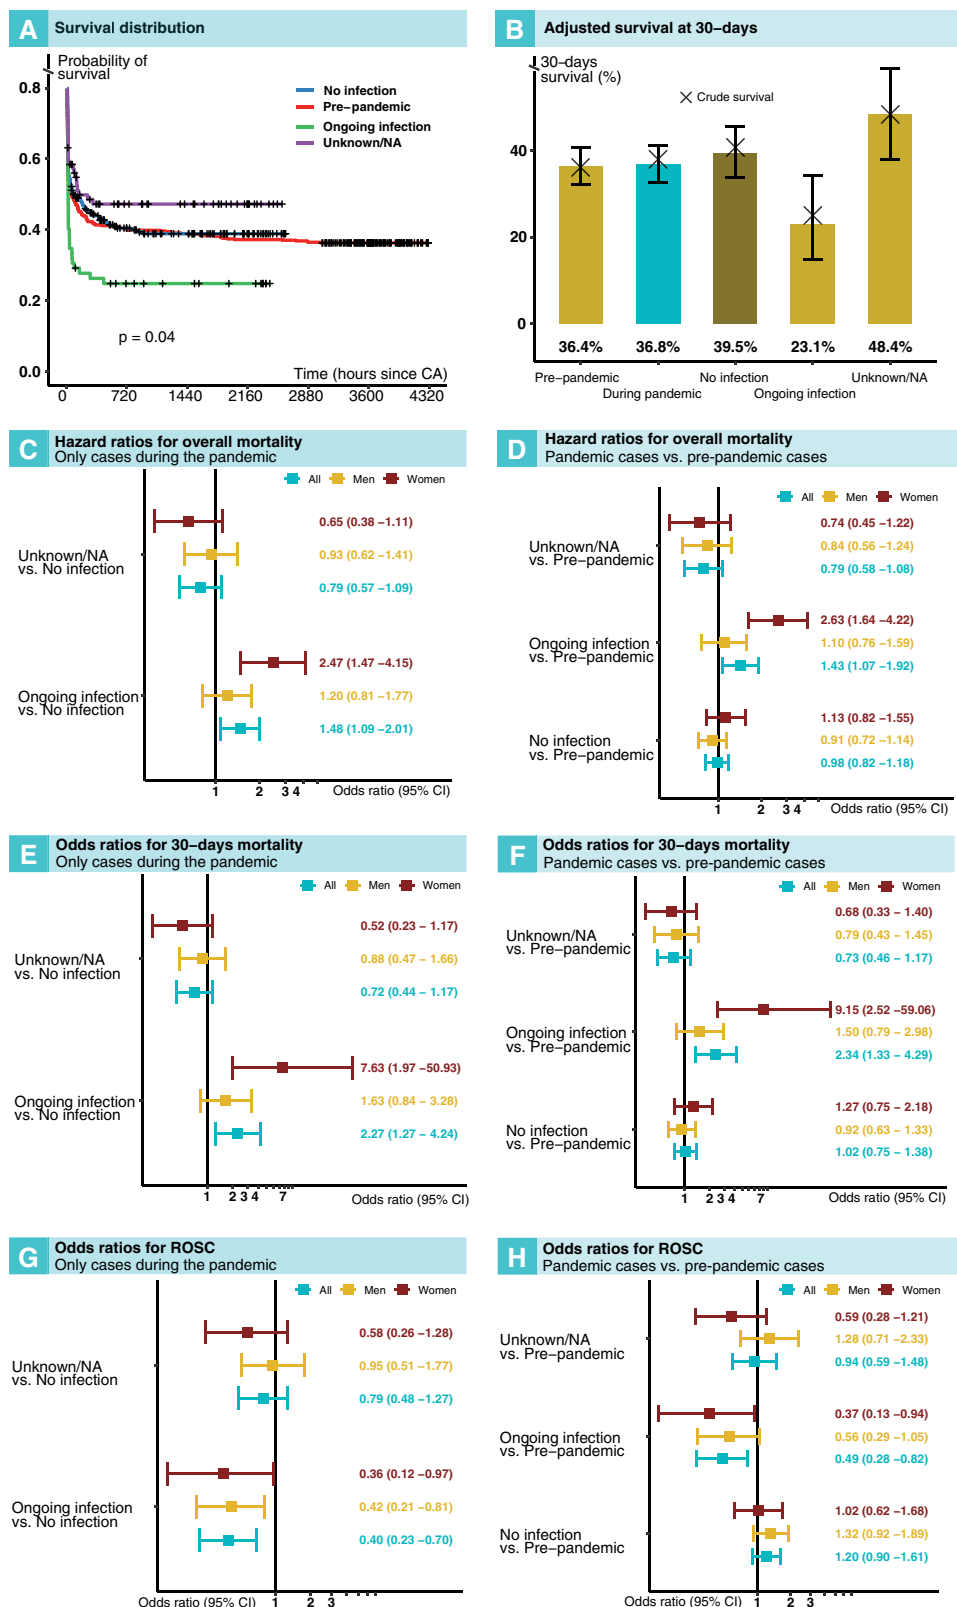 A Survival distribution
Probability of
survival
0.8
0.6
0.4
0.2
0.0
No infection
Pre−pandemic
Ongoing infection
Unknown/NA
p = 0.04
Time (hours since CA)
0 720 1440 2160 2880 3600 4320
B Adjusted survival at 30−days
30−days
survival (%)
Crude survival
40
20
0
36.4% 36.8% 39.5% 23.1% 48.4%
Pre−pandemic No infection Unknown/NA
During pandemic Ongoing infection
C Hazard ratios for overall mortality
Only cases during the pandemic
All Men Women
0.65 (0.38 −1.11)
Unknown/NA
vs. No infection
0.93 (0.62 −1.41)
0.79 (0.57 −1.09)
2.47 (1.47 −4.15)
Ongoing infection
vs. No infection
1.20 (0.81 −1.77)
1.48 (1.09 −2.01)
1 2 3 4 Odds ratio (95% CI)
D Hazard ratios for overall mortality
Pandemic cases vs. pre-pandemic cases
All Men Women
0.74 (0.45 −1.22)
Unknown/NA
vs. Pre−pandemic
0.84 (0.56 −1.24)
0.79 (0.58 −1.08)
2.63 (1.64 −4.22)
Ongoing infection
vs. Pre−pandemic
1.10 (0.76 −1.59)
1.43 (1.07 −1.92)
1.13 (0.82 −1.55)
No infection
vs. Pre−pandemic
0.91 (0.72 −1.14)
0.98 (0.82 −1.18)
1 2 3 4 Odds ratio (95% CI)
E Odds ratios for 30−days mortality
Only cases during the pandemic
All Men Women
0.52 (0.23 − 1.17)
Unknown/NA
vs. No infection
0.88 (0.47 − 1.66)
0.72 (0.44 − 1.17)
7.63 (1.97 −50.93)
Ongoing infection
vs. No infection
1.63 (0.84 − 3.28)
2.27 (1.27 − 4.24)
1 2 3 4 7 Odds ratio (95% CI)
F Odds ratios for 30−days mortality
Pandemic cases vs. pre-pandemic cases
All Men Women
0.68 (0.33 − 1.40)
Unknown/NA
vs. Pre−pandemic
0.79 (0.43 − 1.45)
0.73 (0.46 − 1.17)
9.15 (2.52 −59.06)
Ongoing infection
vs. Pre−pandemic
1.50 (0.79 − 2.98)
2.34 (1.33 − 4.29)
1.27 (0.75 − 2.18)
No infection
vs. Pre−pandemic
0.92 (0.63 − 1.33)
1.02 (0.75 − 1.38)
1 2 3 4 7 Odds ratio (95% CI)
G Odds ratios for ROSC
Only cases during the pandemic
All Men Women
0.58 (0.26 −1.28)
Unknown/NA
vs. No infection
0.95 (0.51 −1.77)
0.79 (0.48 −1.27)
0.36 (0.12 −0.97)
Ongoing infection
vs. No infection
0.42 (0.21 −0.81)
0.40 (0.23 −0.70)
Odds ratio (95% CI) 1 2 3
H Odds ratios for ROSC
Pandemic cases vs. pre-pandemic cases
All Men Women
0.59 (0.28 −1.21)
Unknown/NA
vs. Pre−pandemic
1.28 (0.71 −2.33)
0.94 (0.59 −1.48)
0.37 (0.13 −0.94)
Ongoing infection
vs. Pre−pandemic
0.56 (0.29 −1.05)
0.49 (0.28 −0.82)
1.02 (0.62 −1.68)
No infection
vs. Pre−pandemic
1.32 (0.92 −1.89)
1.20 (0.90 −1.61)
Odds ratio (95% CI) 1 2 3